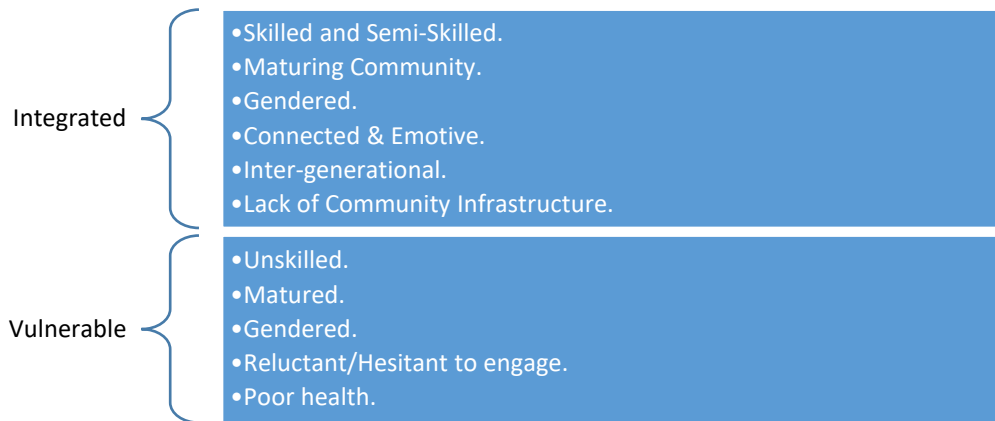 Integrated
•Skilled and Semi-Skilled.
•Maturing Community.
•Gendered.
•Connected & Emotive.
•Inter-generational.
•Lack of Community Infrastructure.
Vulnerable
•Unskilled.
•Matured.
•Gendered.
•Reluctant/Hesitant to engage.
•Poor health.